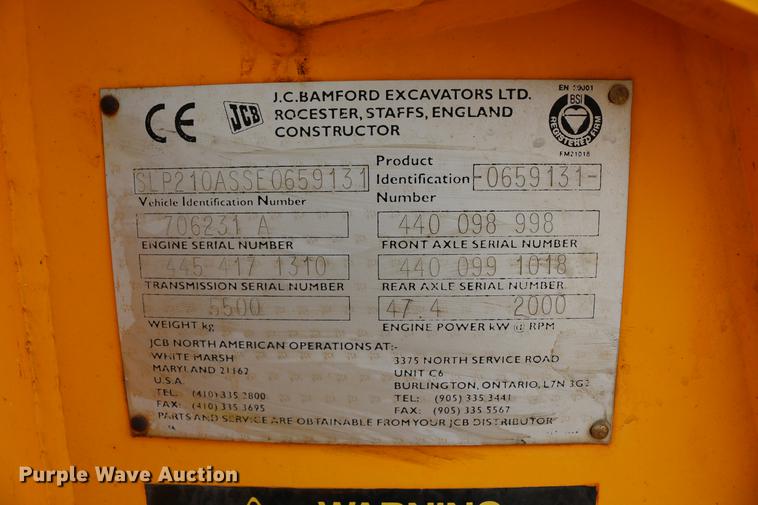 J.C.BAMFORD EXCAVATORS LTD.
ROCESTER, STAFFS, ENGLAND
CONSTRUCTOR
CE
JCB
BSI
REGISTERED FIRM
FM21018
SLP210ASSE0659131
Vehicle Identification Number
Product
Identification
Number
-0659131-
706231 A
ENGINE SERIAL NUMBER
440 098 998
FRONT AXLE SERIAL NUMBER
445 417 1310
TRANSMISSION SERIAL NUMBER
440 099 1018
REAR AXLE SERIAL NUMBER.
5500
WEIGHT kg
47.4 2000
ENGINE POWER kW @ RPM
JCB NORTH AMERICAN OPERATIONS AT:-
WHITE MARSH
MARYLAND 21162
U.S.A.
TEL: (410) 335 2800
FAX: (410) 335 3695
3375 NORTH SERVICE ROAD
UNIT C6
BURLINGTON, ONTARIO, L7N 3G2
TEL: (905) 335 3441
FAX: (905) 335 5567
PARTS AND SERVICE ARE OBTAINABLE FROM YOUR JCB DISTRIBUTOR
WARNING
Purple Wave Auction